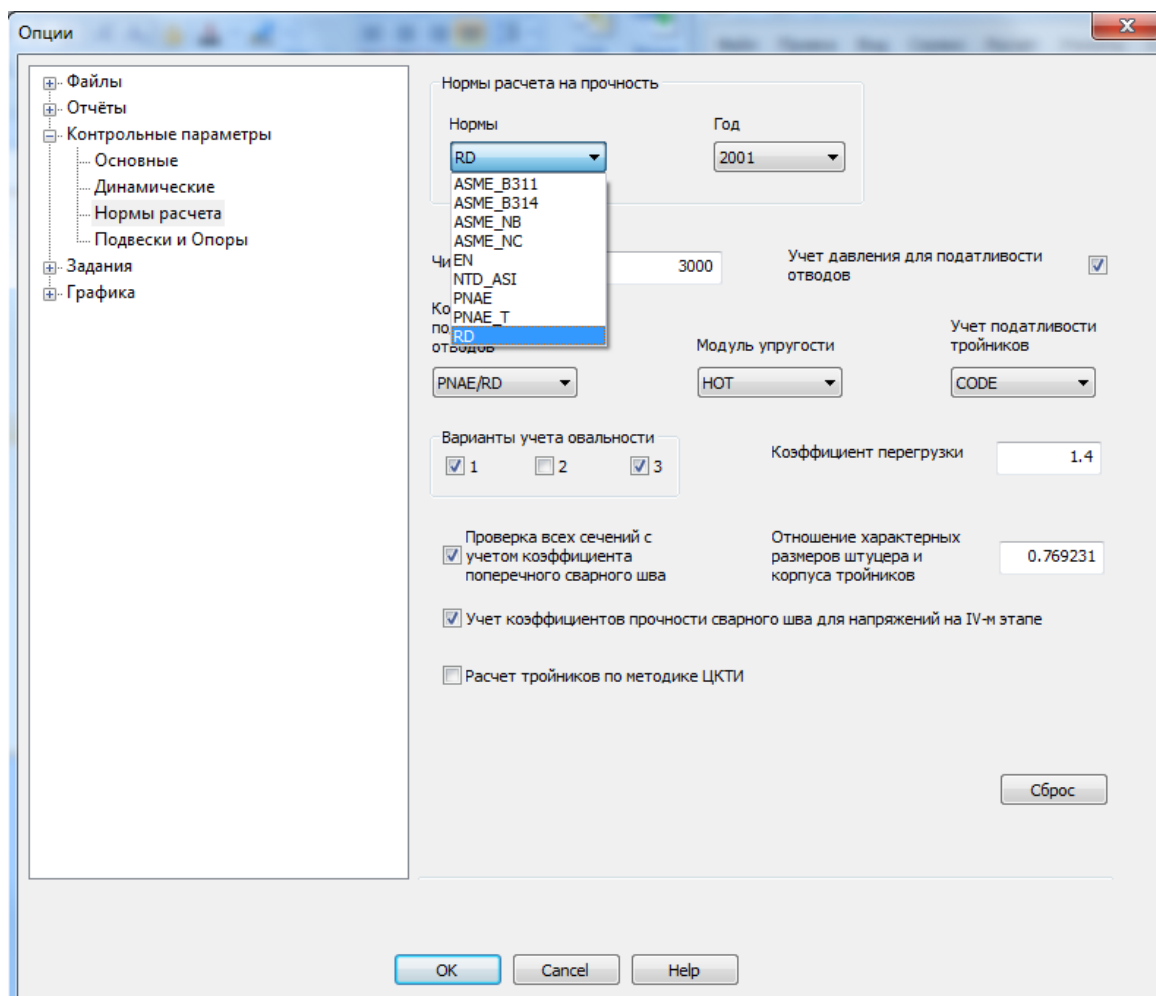 Опции
Файлы
Отчёты
Контрольные параметры
Основные
Динамические
Нормы расчета
Подвески и Опоры
Задания
Графика
Нормы расчета на прочность
Нормы
Год
RD
2001
ASME_B311
ASME_B314
ASME_NB
ASME_NC
EN
NTD_ASI
PNAE
PNAE_T
RD
3000
Учет давления для податливости
отводов
отводов
Модуль упругости
Учет податливости
тройников
PNAE/RD
HOT
CODE
Варианты учета овальности
1
2
3
Коэффициент перегрузки
1.4
Проверка всех сечений с
учетом коэффициента
поперечного сварного шва
Отношение характерных
размеров штуцера и
корпуса тройников
0.769231
Учет коэффициентов прочности сварного шва для напряжений на IV-м этапе
Расчет тройников по методике ЦКТИ
Сброс
OK
Cancel
Help